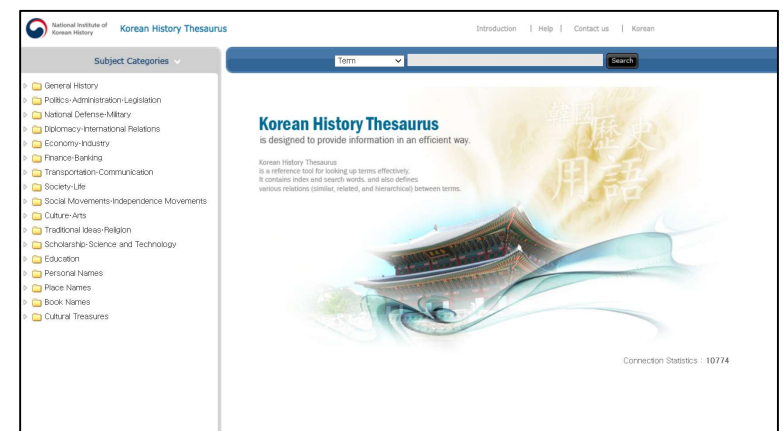 National Institute of
Korean History
Korean History Thesaurus
Introduction | Help | Contact us | Korean
Subject Categories
Term
Search
General History
Politics·Administration·Legislation
National Defense·Military
Diplomacy·International Relations
Economy·Industry
Finance·Banking
Transportation·Communication
Society·Life
Social Movements·Independence Movements
Culture·Arts
Traditional Ideas·Religion
Scholarship·Science and Technology
Education
Personal Names
Place Names
Book Names
Cultural Treasures
韓國
歷史
用語
Korean History Thesaurus
is designed to provide information in an efficient way.
Korean History Thesaurus
is a reference tool for looking up terms effectively.
It contains index and search words, and also defines
various relations (similar, related, and hierarchical) between terms.
Connection Statistics : 10774